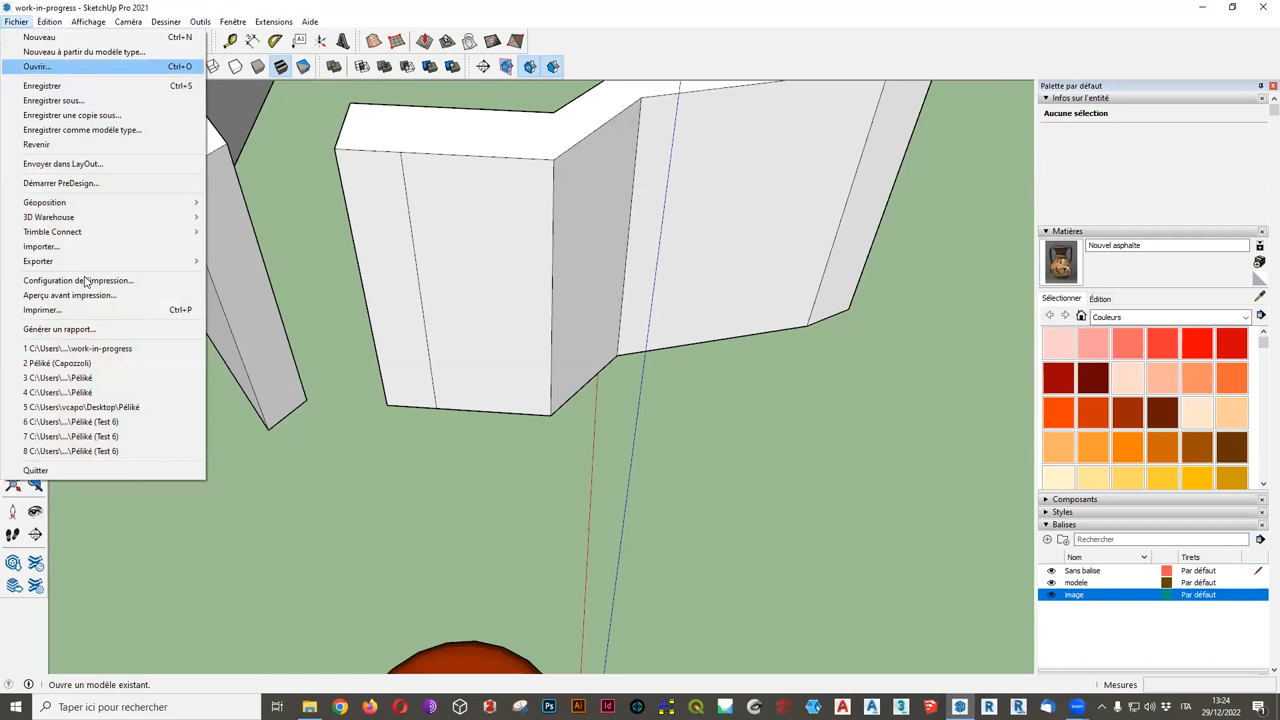 work-in-progress - SketchUp Pro 2021
Fichier Édition Affichage Caméra Dessiner Outils Fenêtre Extensions Aide
Nouveau Ctrl+N
Nouveau à partir du modèle type...
Ouvrir... Ctrl+O
Enregistrer Ctrl+S
Enregistrer sous...
Enregistrer une copie sous...
Enregistrer comme modèle type...
Revenir
Envoyer dans LayOut...
Démarrer PreDesign...
Géoposition
3D Warehouse
Trimble Connect
Importer...
Exporter
Configuration de l'impression...
Aperçu avant impression...
Imprimer... Ctrl+P
Générer un rapport...
1 C:\Users\...\work-in-progress
2 Péliké (Capozzoli)
3 C:\Users\...\Péliké
4 C:\Users\...\Péliké
5 C:\Users\vcapo\Desktop\Péliké
6 C:\Users\...\Péliké (Test 6)
7 C:\Users\...\Péliké (Test 6)
8 C:\Users\...\Péliké (Test 6)
Quitter
Palette par défaut
Infos sur l'entité
Aucune sélection
Matières
Nouvel asphalte
Sélectionner Édition
Couleurs
Composants
Styles
Balises
Rechercher
Nom Tirets
Sans balise Par défaut
modele Par défaut
image Par défaut
Ouvre un modèle existant.
Mesures
Taper ici pour rechercher
ITA
13:24
29/12/2022